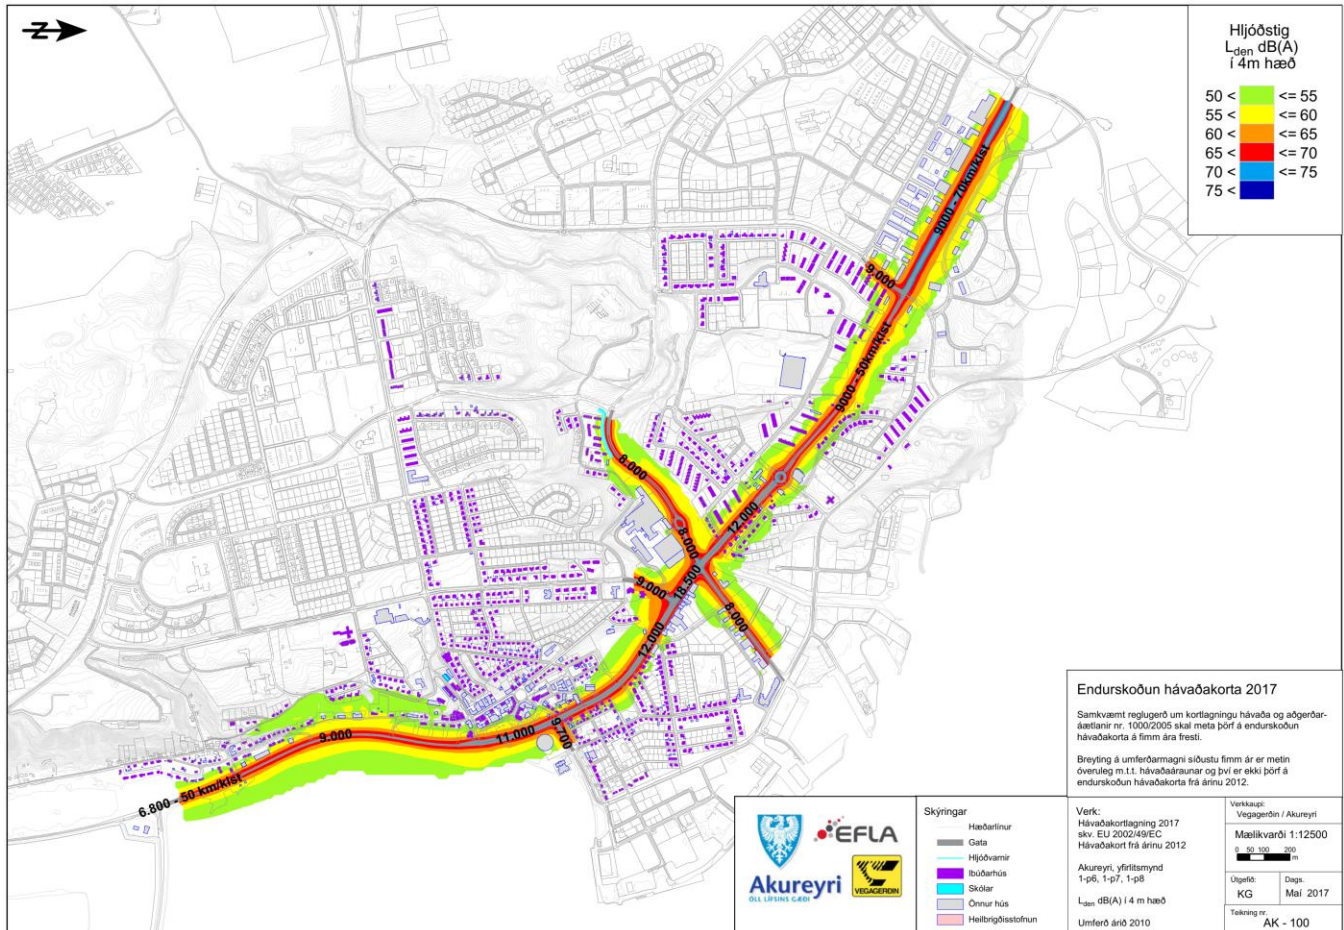 Z
Hljóðstig
Lden dB(A)
í 4m hæð
50 < <= 55
55 < <= 60
60 < <= 65
65 < <= 70
70 < <= 75
75 <
9000 - 70km/klst
9.000
9000 - 50km/klst
8.000
12.000
8.000
18.500
9.000
8.000
12.000
9.700
11.000
9.000
6.800 - 50 km/klst
Endurskoðun hávaðakorta 2017
Samkvæmt reglugerð um kortlagningu hávaða og aðgerðar-
áætlanir nr. 1000/2005 skal meta þörf á endurskoðun
hávaðakorta á fimm ára fresti.
Breyting á umferðarmagni síðustu fimm ár er metin
óveruleg m.t.t. hávaðaáraunar og því er ekki þörf á
endurskoðun hávaðakorta frá árinu 2012.
EFLA
Akureyri
ÖLL LÍFSINS GÆÐI
VEGAGERÐIN
Skýringar
Hæðarlínur
Gata
Hljóðvarnir
Íbúðarhús
Skólar
Önnur hús
Heilbrigðisstofnun
Verk:
Hávaðakortlagning 2017
skv. EU 2002/49/EC
Hávaðakort frá árinu 2012
Akureyri, yfirlitsmynd
1-p6, 1-p7, 1-p8
Lden dB(A) í 4 m hæð
Umferð árið 2010
Verkkaupi:
Vegagerðin / Akureyri
Mælikvarði 1:12500
0 50 100 200
m
Útgefið:
KG
Dags.
Maí 2017
Teikning nr.
AK - 100